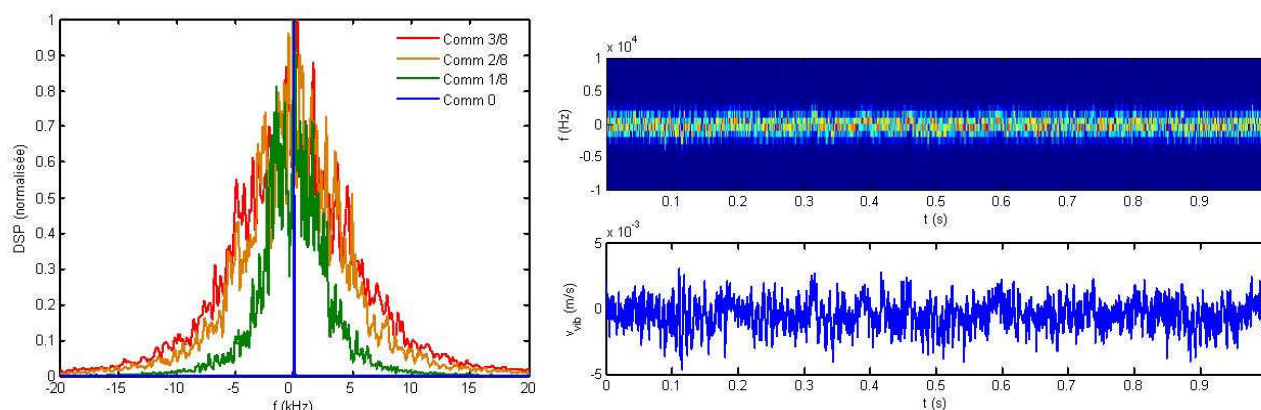 1
0.9
0.8
0.7
0.6
0.5
0.4
0.3
0.2
0.1
0
DSP (normalisée)
Comm 3/8
Comm 2/8
Comm 1/8
Comm 0
-20 -15 -10 -5 0 5 10 15 20
f (kHz)
x 10^4
1
0.5
0
-0.5
-1
f (Hz)
0.1 0.2 0.3 0.4 0.5 0.6 0.7 0.8 0.9
t (s)
x 10^-3
5
0
-5
v_vib (m/s)
0 0.1 0.2 0.3 0.4 0.5 0.6 0.7 0.8 0.9
t (s)